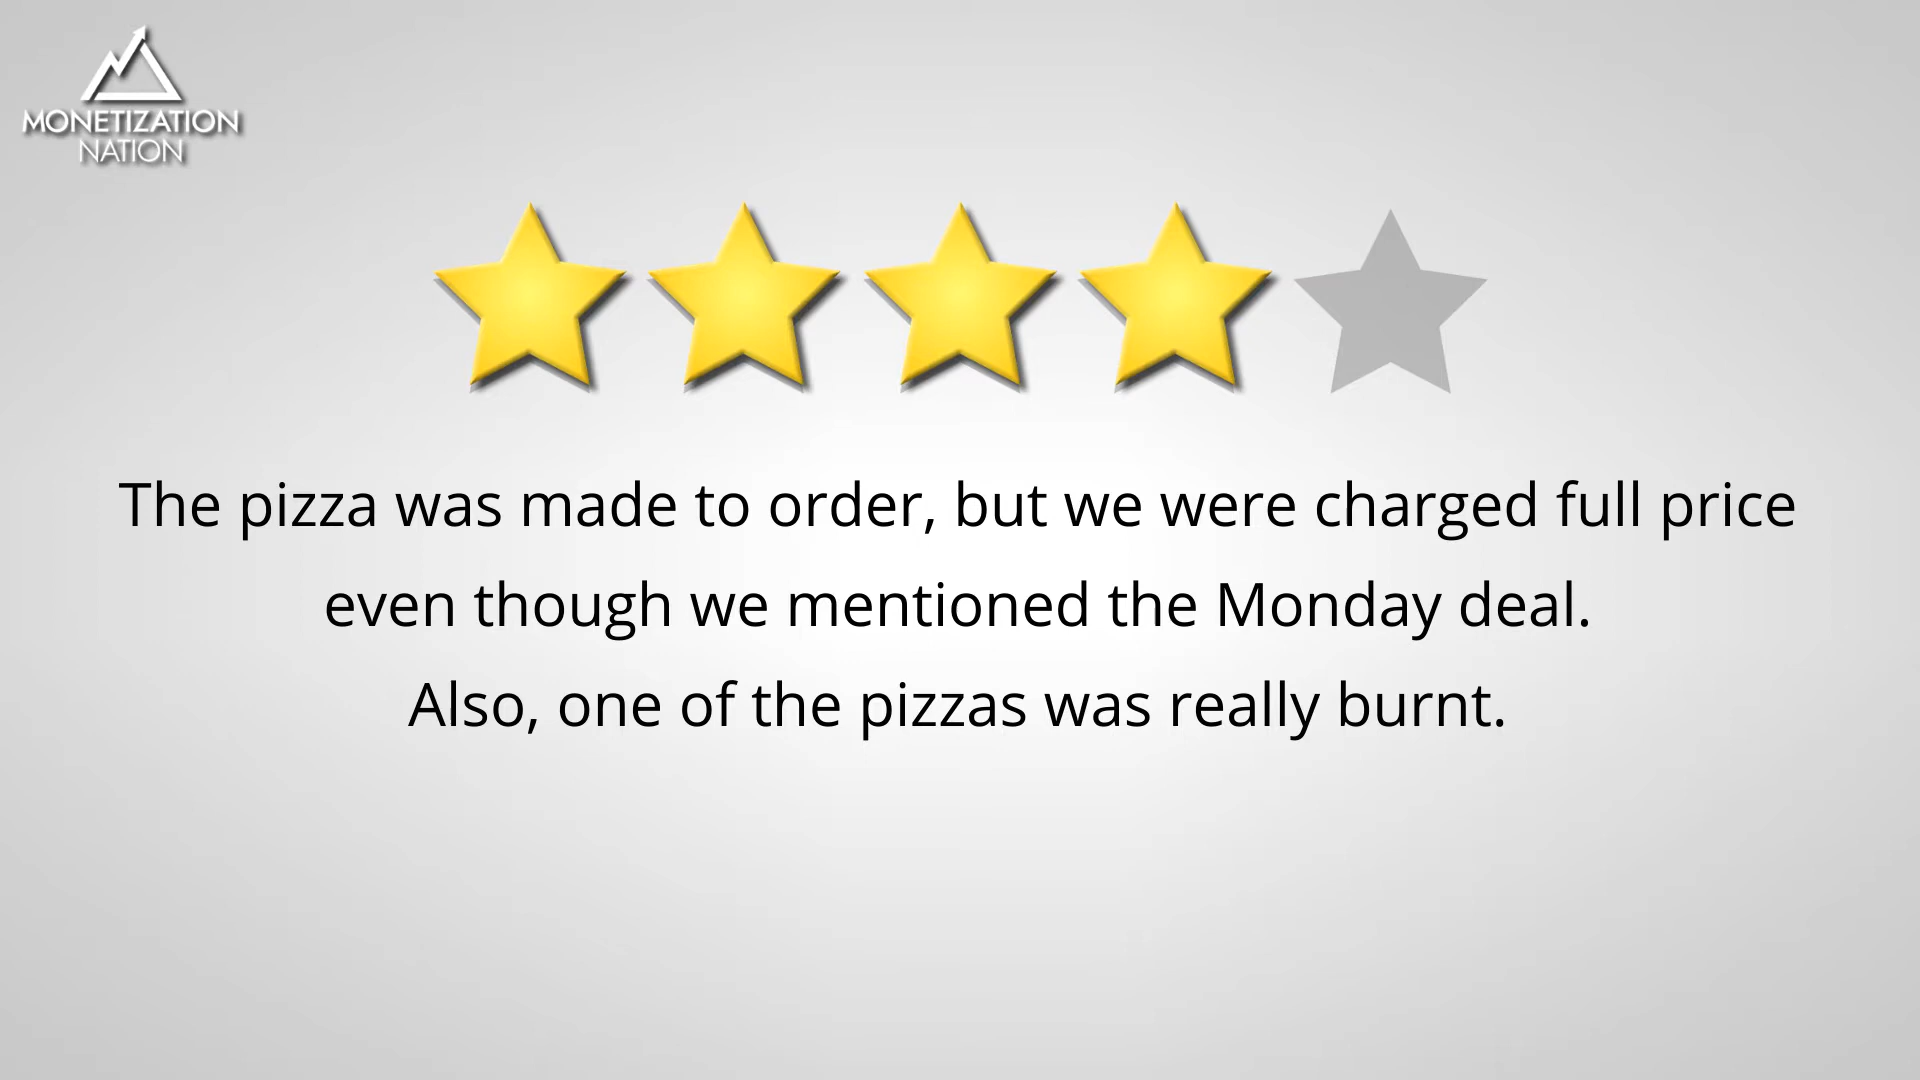 MONETIZATION
NATION
The pizza was made to order, but we were charged full price
even though we mentioned the Monday deal.
Also, one of the pizzas was really burnt.